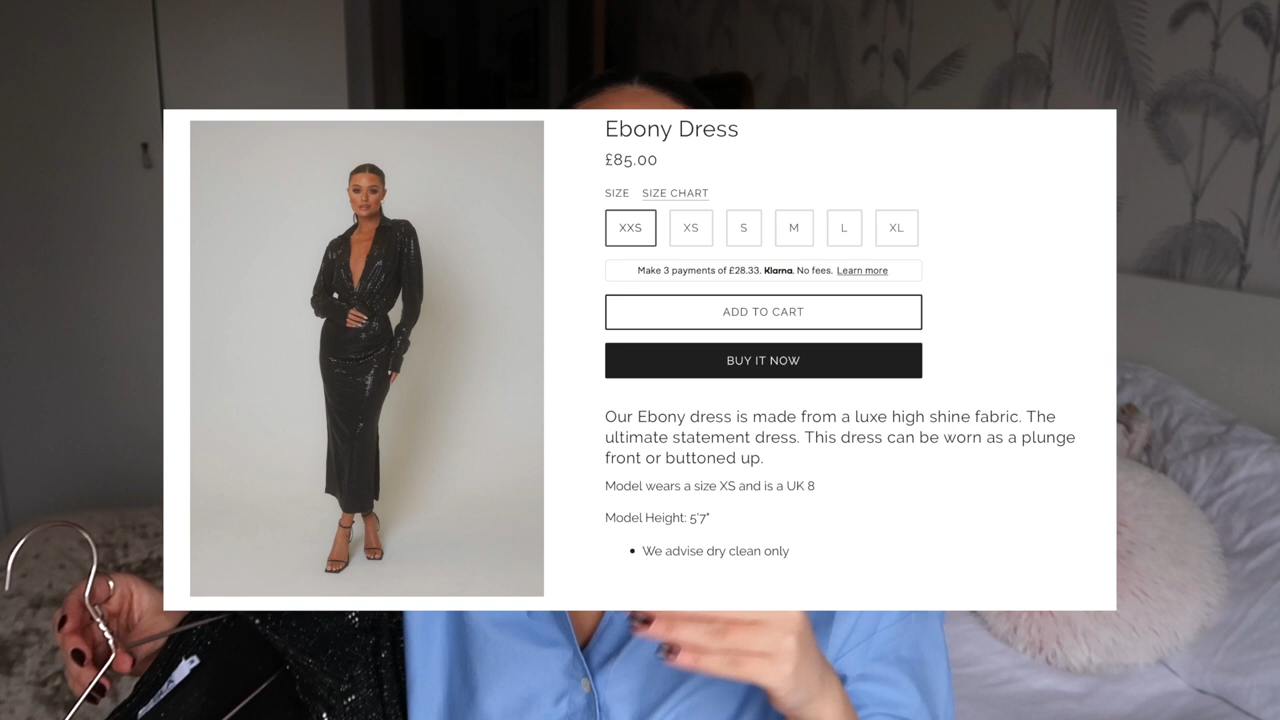 Ebony Dress
£85.00
SIZE SIZE CHART
XXS XS S M L XL
Make 3 payments of £28.33. Klarna. No fees. Learn more
ADD TO CART
BUY IT NOW
Our Ebony dress is made from a luxe high shine fabric. The
ultimate statement dress. This dress can be worn as a plunge
front or buttoned up.
Model wears a size XS and is a UK 8
Model Height: 5'7"
• We advise dry clean only